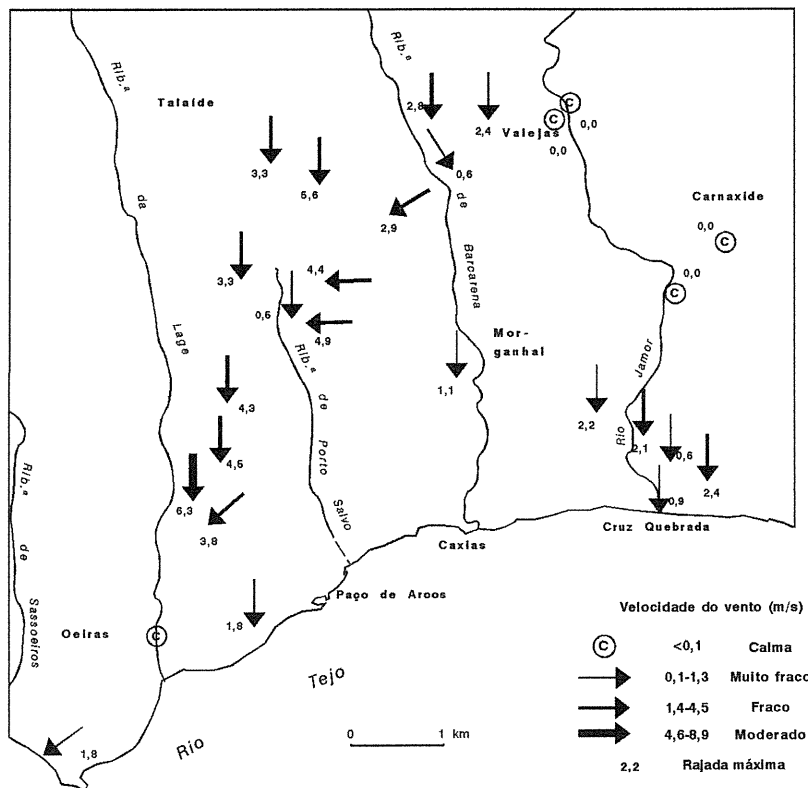 Rib.ª
da
Lage
Talaíde
Rib.ª
de
Barcarena
2,8
2,4
Valejas
C
C
0,0
0,0
0,6
3,3
5,6
2,9
Carnaxide
0,0
C
0,0
C
3,3
4,4
0,6
4,9
Rib.ª
de
Porto
Salvo
Mor-
ganhal
1,1
Rio
Jamor
2,2
2,1
0,6
2,4
0,9
4,3
4,5
6,3
3,8
Rib.ª
de
Sassoeiros
Cruz Quebrada
Caxias
Paço de Arcos
1,8
Oeiras
C
Rio
Tejo
1,8
0
1 km
Velocidade do vento (m/s)
C <0,1 Calma
0,1-1,3 Muito fraco
1,4-4,5 Fraco
4,6-8,9 Moderado
2,2 Rajada máxima